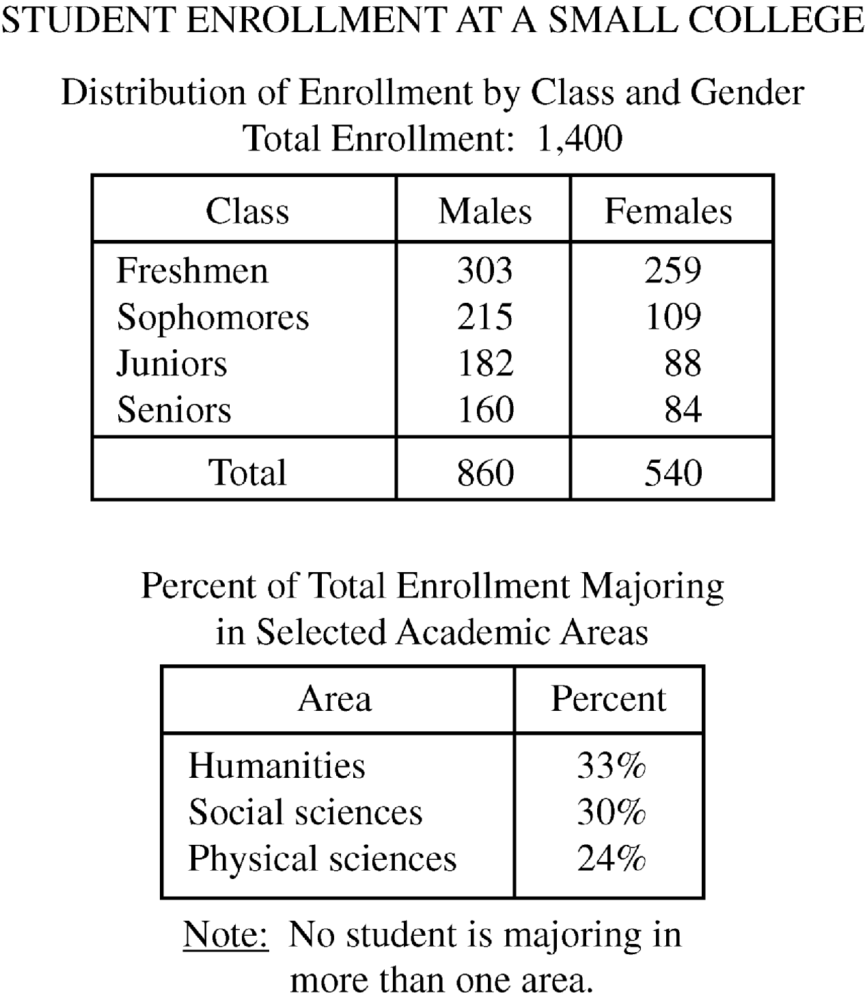 STUDENT ENROLLMENT AT A SMALL COLLEGE
Distribution of Enrollment by Class and Gender
Total Enrollment: 1,400
Class Males Females
Freshmen 303 259
Sophomores 215 109
Juniors 182 88
Seniors 160 84
Total 860 540
Percent of Total Enrollment Majoring
in Selected Academic Areas
Area Percent
Humanities 33%
Social sciences 30%
Physical sciences 24%
Note: No student is majoring in
more than one area.